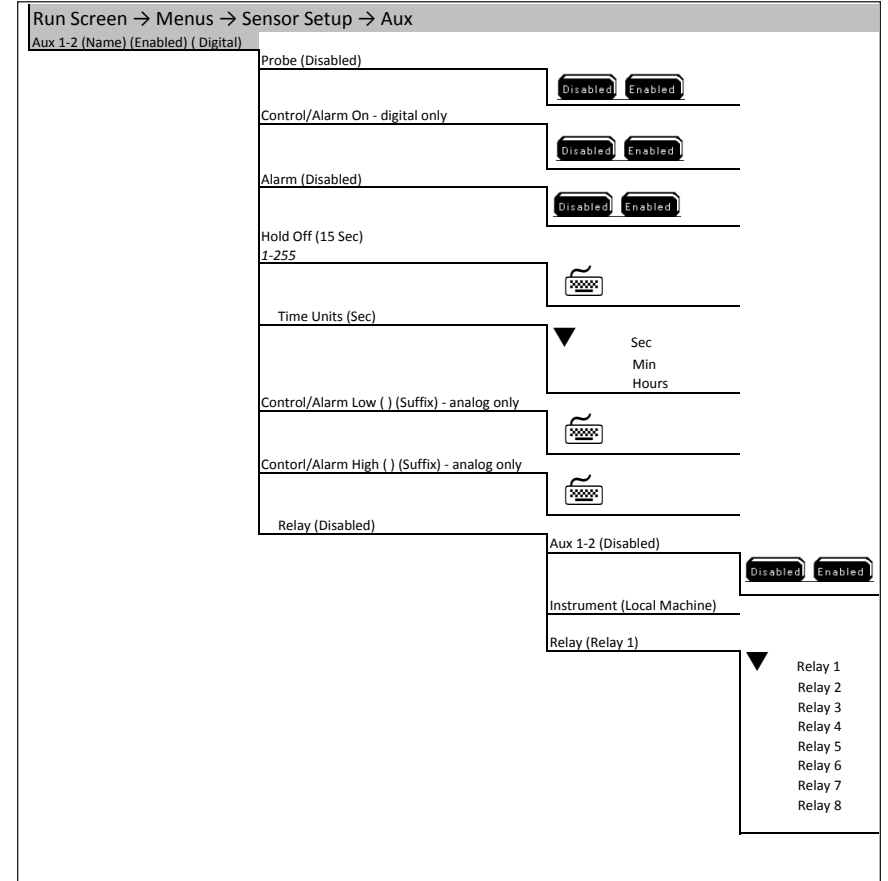 Run Screen → Menus → Sensor Setup → Aux
Aux 1-2 (Name) (Enabled) ( Digital)
Probe (Disabled)
Disabled Enabled
Control/Alarm On - digital only
Disabled Enabled
Alarm (Disabled)
Disabled Enabled
Hold Off (15 Sec)
1-255
Time Units (Sec)
Sec
Min
Hours
Control/Alarm Low ( ) (Suffix) - analog only
Contorl/Alarm High ( ) (Suffix) - analog only
Relay (Disabled)
Aux 1-2 (Disabled)
Disabled Enabled
Instrument (Local Machine)
Relay (Relay 1)
Relay 1
Relay 2
Relay 3
Relay 4
Relay 5
Relay 6
Relay 7
Relay 8